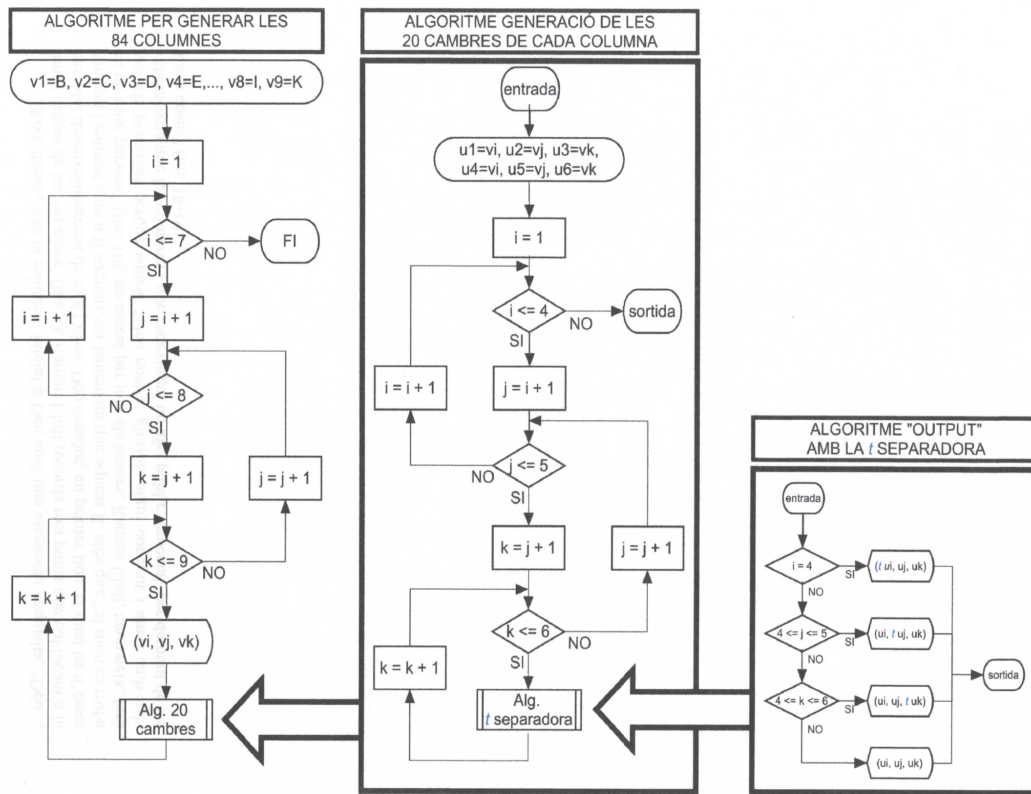 ALGORITME PER GENERAR LES
84 COLUMNES
v1=B, v2=C, v3=D, v4=E,..., v8=I, v9=K
i = 1
i <= 7
NO
FI
SI
i = i + 1
j = i + 1
j <= 8
NO
SI
k = j + 1
j = j + 1
k <= 9
NO
SI
k = k + 1
(vi, vj, vk)
Alg. 20
cambres
ALGORITME GENERACIÓ DE LES
20 CAMBRES DE CADA COLUMNA
entrada
u1=vi, u2=vj, u3=vk,
u4=vi, u5=vj, u6=vk
i = 1
i <= 4
NO
sortida
SI
i = i + 1
j = i + 1
j <= 5
NO
SI
k = j + 1
j = j + 1
k <= 6
NO
SI
k = k + 1
Alg.
t separadora
ALGORITME "OUTPUT"
AMB LA t SEPARADORA
entrada
i = 4
SI
(t ui, uj, uk)
NO
4 <= j <= 5
SI
(ui, t uj, uk)
NO
sortida
4 <= k <= 6
SI
(ui, uj, t uk)
NO
(ui, uj, uk)